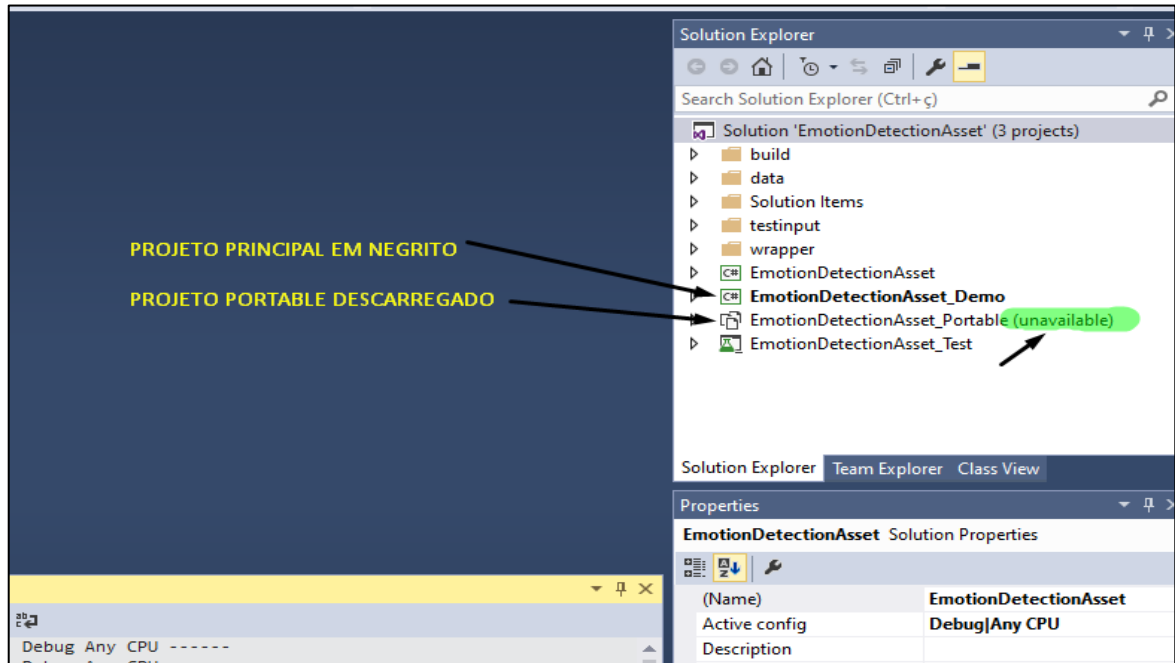 Solution Explorer
Search Solution Explorer (Ctrl+ç)
Solution 'EmotionDetectionAsset' (3 projects)
build
data
Solution Items
testinput
wrapper
PROJETO PRINCIPAL EM NEGRITO
C# EmotionDetectionAsset
PROJETO PORTABLE DESCARREGADO
C# EmotionDetectionAsset_Demo
EmotionDetectionAsset_Portable (unavailable)
EmotionDetectionAsset_Test
Solution Explorer Team Explorer Class View
Properties
EmotionDetectionAsset Solution Properties
(Name) EmotionDetectionAsset
Active config Debug|Any CPU
Description
Debug Any CPU ------